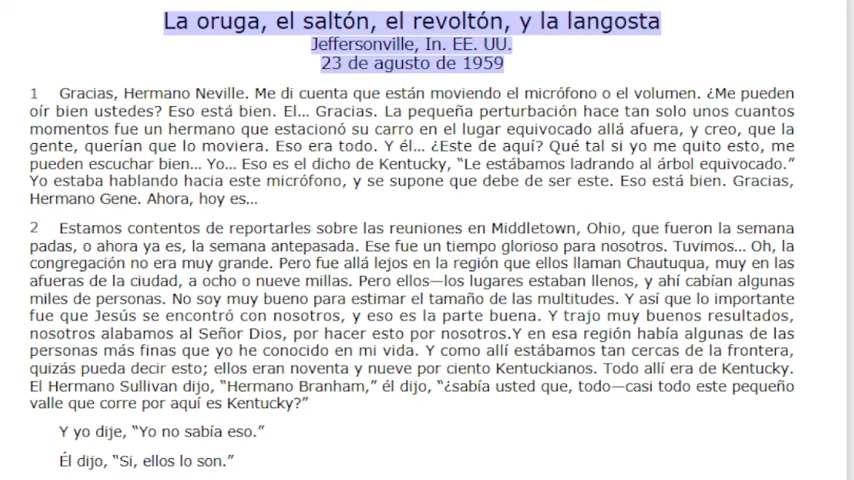 La oruga, el saltón, el revoltón, y la langosta
Jeffersonville, In. EE. UU.
23 de agusto de 1959
1 Gracias, Hermano Neville. Me di cuenta que están moviendo el micrófono o el volumen. ¿Me pueden
oír bien ustedes? Eso está bien. El... Gracias. La pequeña perturbación hace tan solo unos cuantos
momentos fue un hermano que estacionó su carro en el lugar equivocado allá afuera, y creo, que la
gente, querían que lo moviera. Eso era todo. Y él... ¿Este de aquí? Qué tal si yo me quito esto, me
pueden escuchar bien... Yo... Eso es el dicho de Kentucky, “Le estábamos ladrando al árbol equivocado.”
Yo estaba hablando hacia este micrófono, y se supone que debe de ser este. Eso está bien. Gracias,
Hermano Gene. Ahora, hoy es...
2 Estamos contentos de reportarles sobre las reuniones en Middletown, Ohio, que fueron la semana
padas, o ahora ya es, la semana antepasada. Ese fue un tiempo glorioso para nosotros. Tuvimos... Oh, la
congregación no era muy grande. Pero fue allá lejos en la región que ellos llaman Chautuqua, muy en las
afueras de la ciudad, a ocho o nueve millas. Pero ellos—los lugares estaban llenos, y ahí cabían algunas
miles de personas. No soy muy bueno para estimar el tamaño de las multitudes. Y así que lo importante
fue que Jesús se encontró con nosotros, y eso es la parte buena. Y trajo muy buenos resultados,
nosotros alabamos al Señor Dios, por hacer esto por nosotros.Y en esa región había algunas de las
personas más finas que yo he conocido en mi vida. Y como allí estábamos tan cercas de la frontera,
quizás pueda decir esto; ellos eran noventa y nueve por ciento Kentuckianos. Todo allí era de Kentucky.
El Hermano Sullivan dijo, “Hermano Branham,” él dijo, “¿sabía usted que, todo—casi todo este pequeño
valle que corre por aquí es Kentucky?”
Y yo dije, “Yo no sabía eso.”
Él dijo, “Si, ellos lo son.”